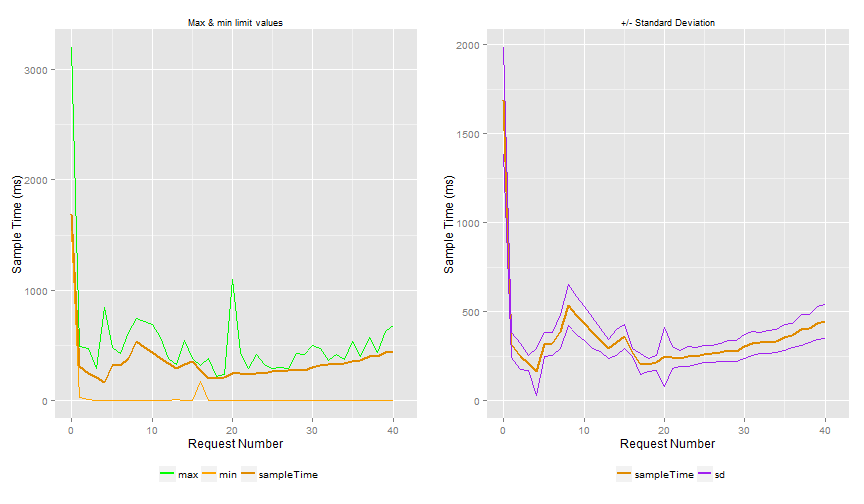 Max & min limit values
Sample Time (ms)
3000
2000
1000
0
0 10 20 30 40
Request Number
max min sampleTime
+/- Standard Deviation
Sample Time (ms)
2000
1500
1000
500
0
0 10 20 30 40
Request Number
sampleTime sd